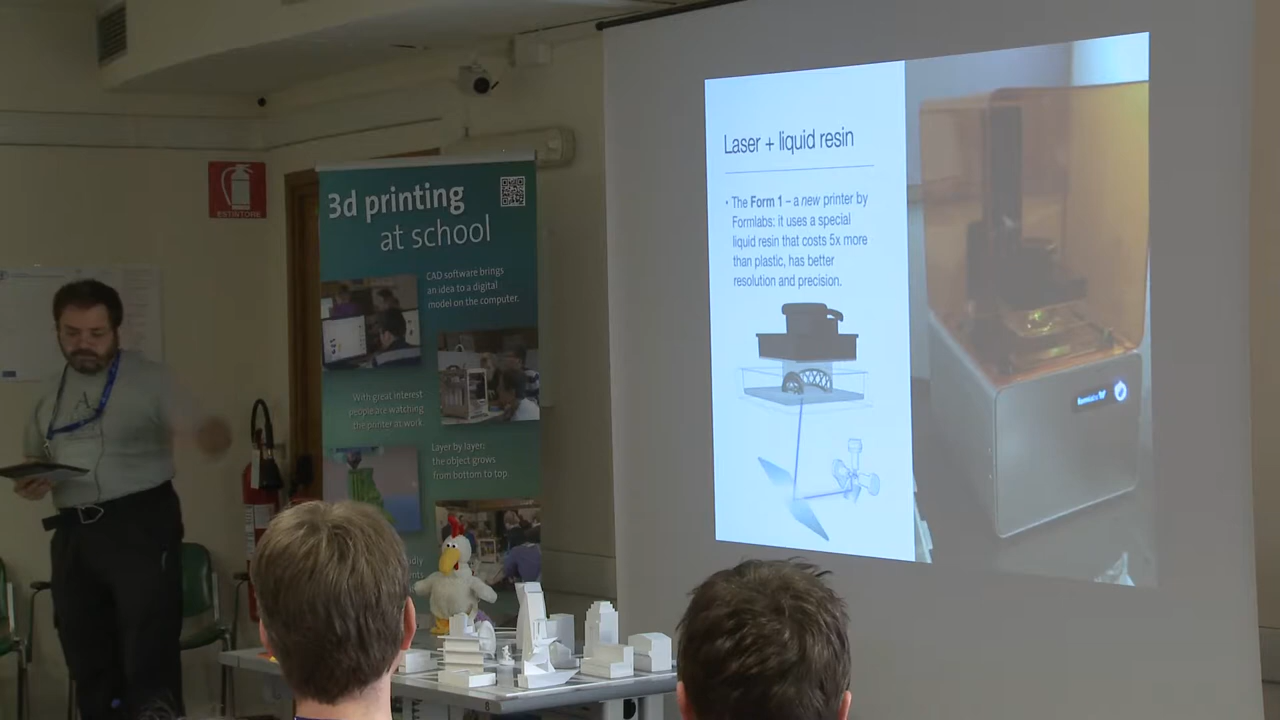 ESTINTORE
3d printing
at school
CAD software brings
an idea to a digital
model on the computer.
With great interest
people are watching
the printer at work.
Layer by layer:
the object grows
from bottom to top
Laser + liquid resin
• The Form 1 – a new printer by
Formlabs: it uses a special
liquid resin that costs 5x more
than plastic, has better
resolution and precision.